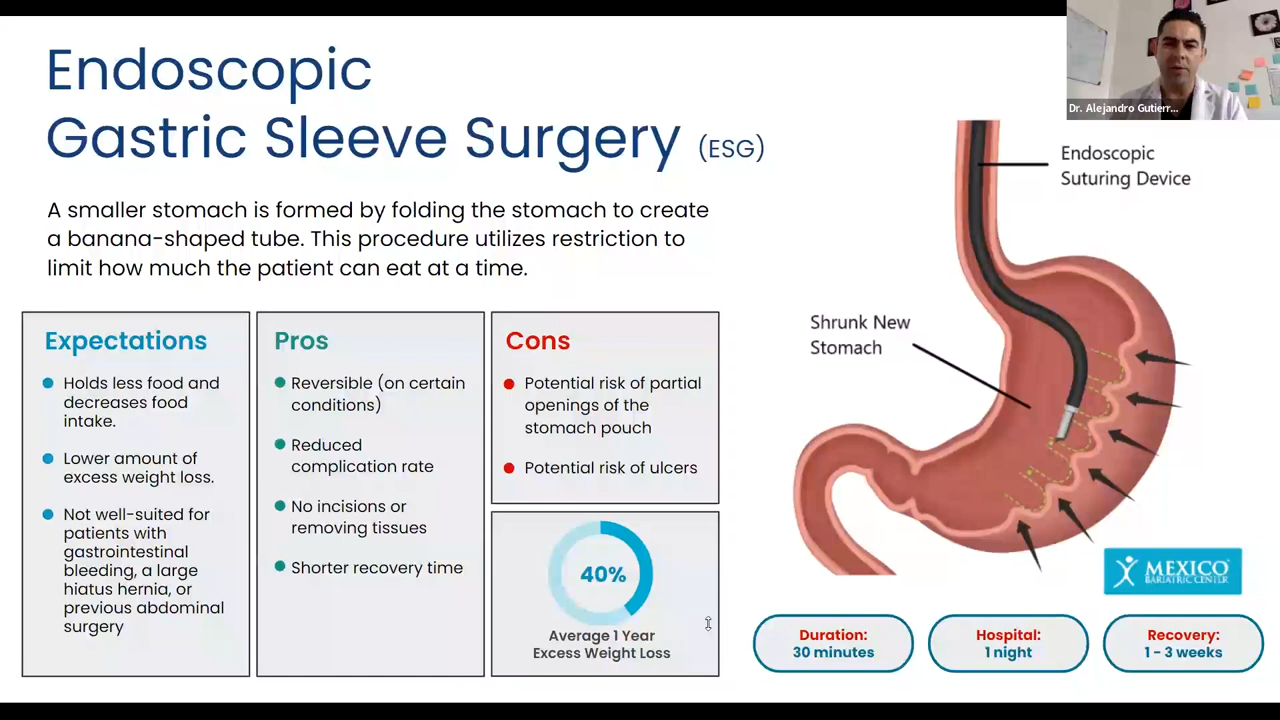 Endoscopic
Gastric Sleeve Surgery (ESG)
A smaller stomach is formed by folding the stomach to create
a banana-shaped tube. This procedure utilizes restriction to
limit how much the patient can eat at a time.
Expectations
Holds less food and
decreases food
intake.
Lower amount of
excess weight loss.
Not well-suited for
patients with
gastrointestinal
bleeding, a large
hiatus hernia, or
previous abdominal
surgery
Pros
Reversible (on certain
conditions)
Reduced
complication rate
No incisions or
removing tissues
Shorter recovery time
Cons
Potential risk of partial
openings of the
stomach pouch
Potential risk of ulcers
40%
Average 1 Year
Excess Weight Loss
Dr. Alejandro Gutierr...
Endoscopic
Suturing Device
Shrunk New
Stomach
MEXICO
BARIATRIC CENTER
Duration:
30 minutes
Hospital:
1 night
Recovery:
1 - 3 weeks